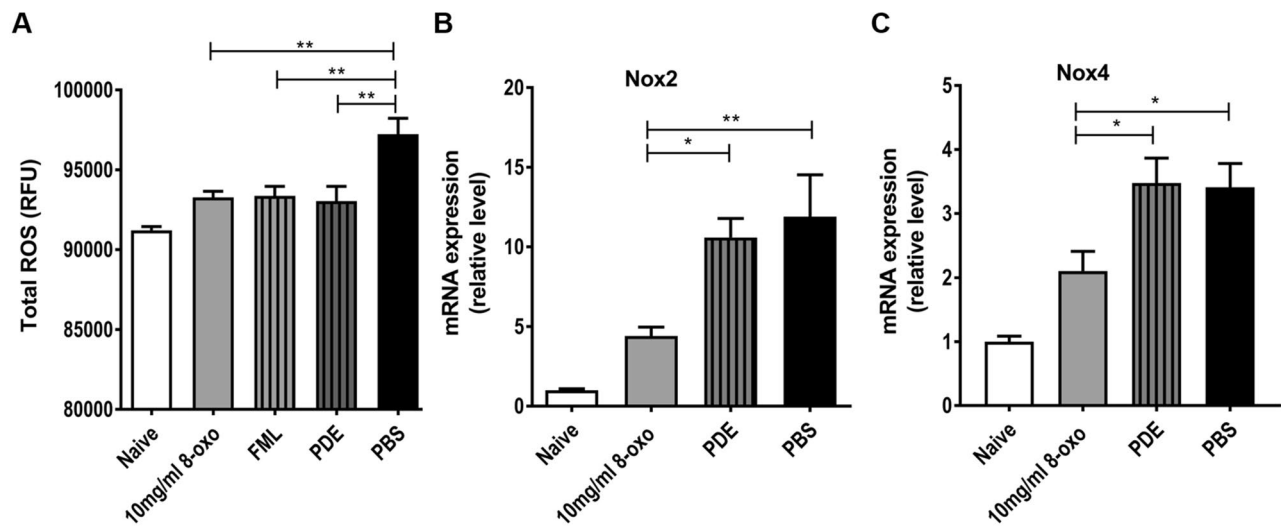 A
**
**
**
100000
95000
90000
85000
80000
Total ROS (RFU)
Naive
10mg/ml 8-oxo
FML
PDE
PBS
B
Nox2
**
*
20
15
10
5
0
mRNA expression
(relative level)
Naive
10mg/ml 8-oxo
PDE
PBS
C
Nox4
*
*
5
4
3
2
1
0
mRNA expression
(relative level)
Naive
10mg/ml 8-oxo
PDE
PBS